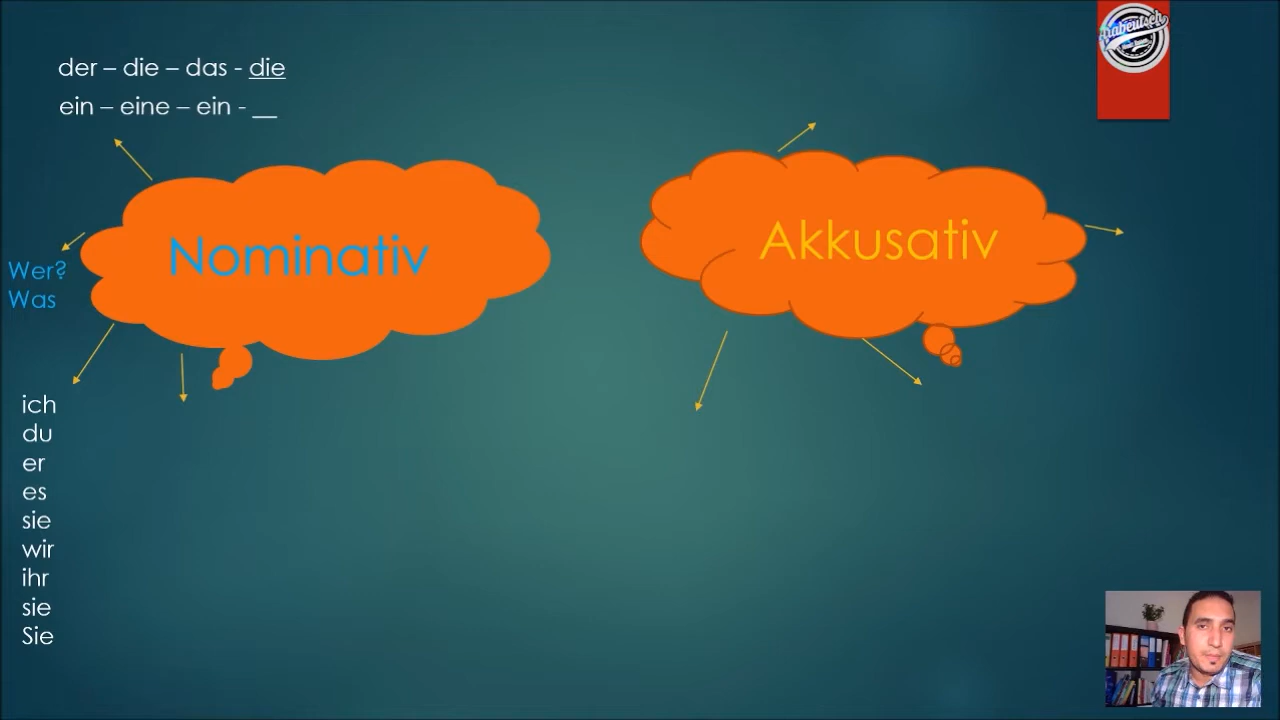 der – die – das - die
ein – eine – ein - __
Arabeutsch
Nominativ
Akkusativ
Wer?
Was
ich
du
er
es
sie
wir
ihr
sie
Sie